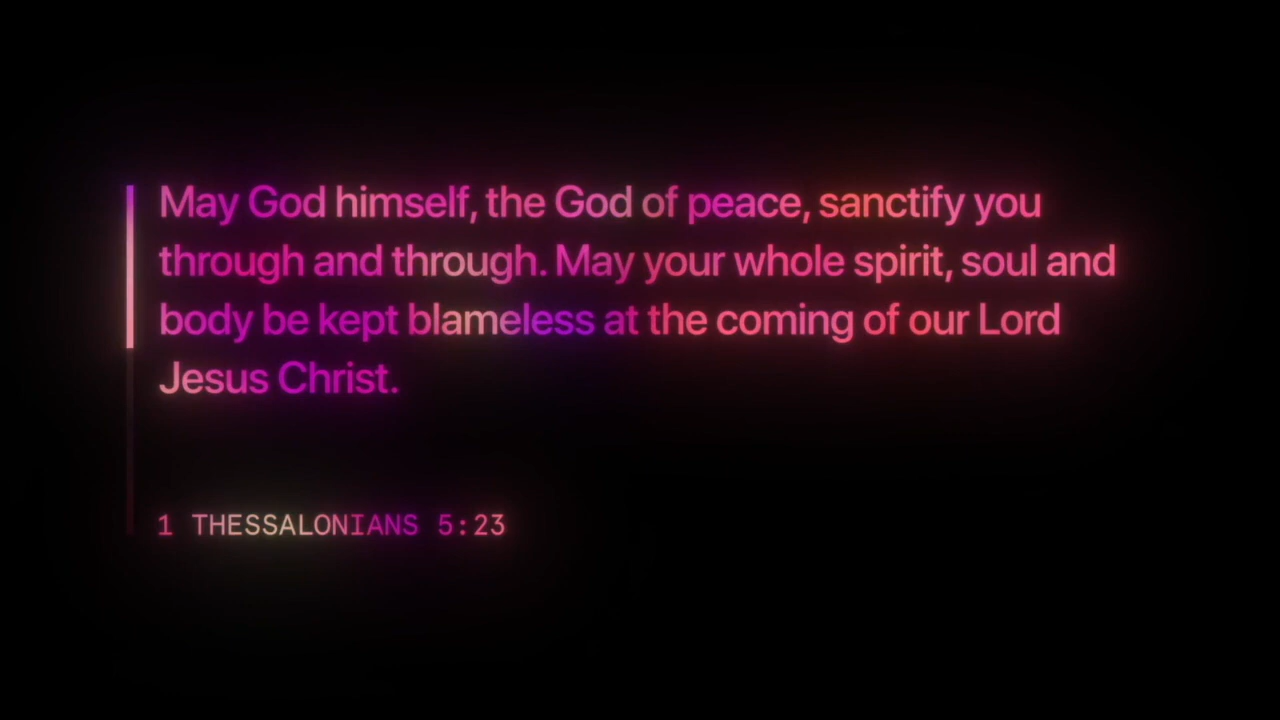 May God himself, the God of peace, sanctify you
through and through. May your whole spirit, soul and
body be kept blameless at the coming of our Lord
Jesus Christ.
1 THESSALONIANS 5:23